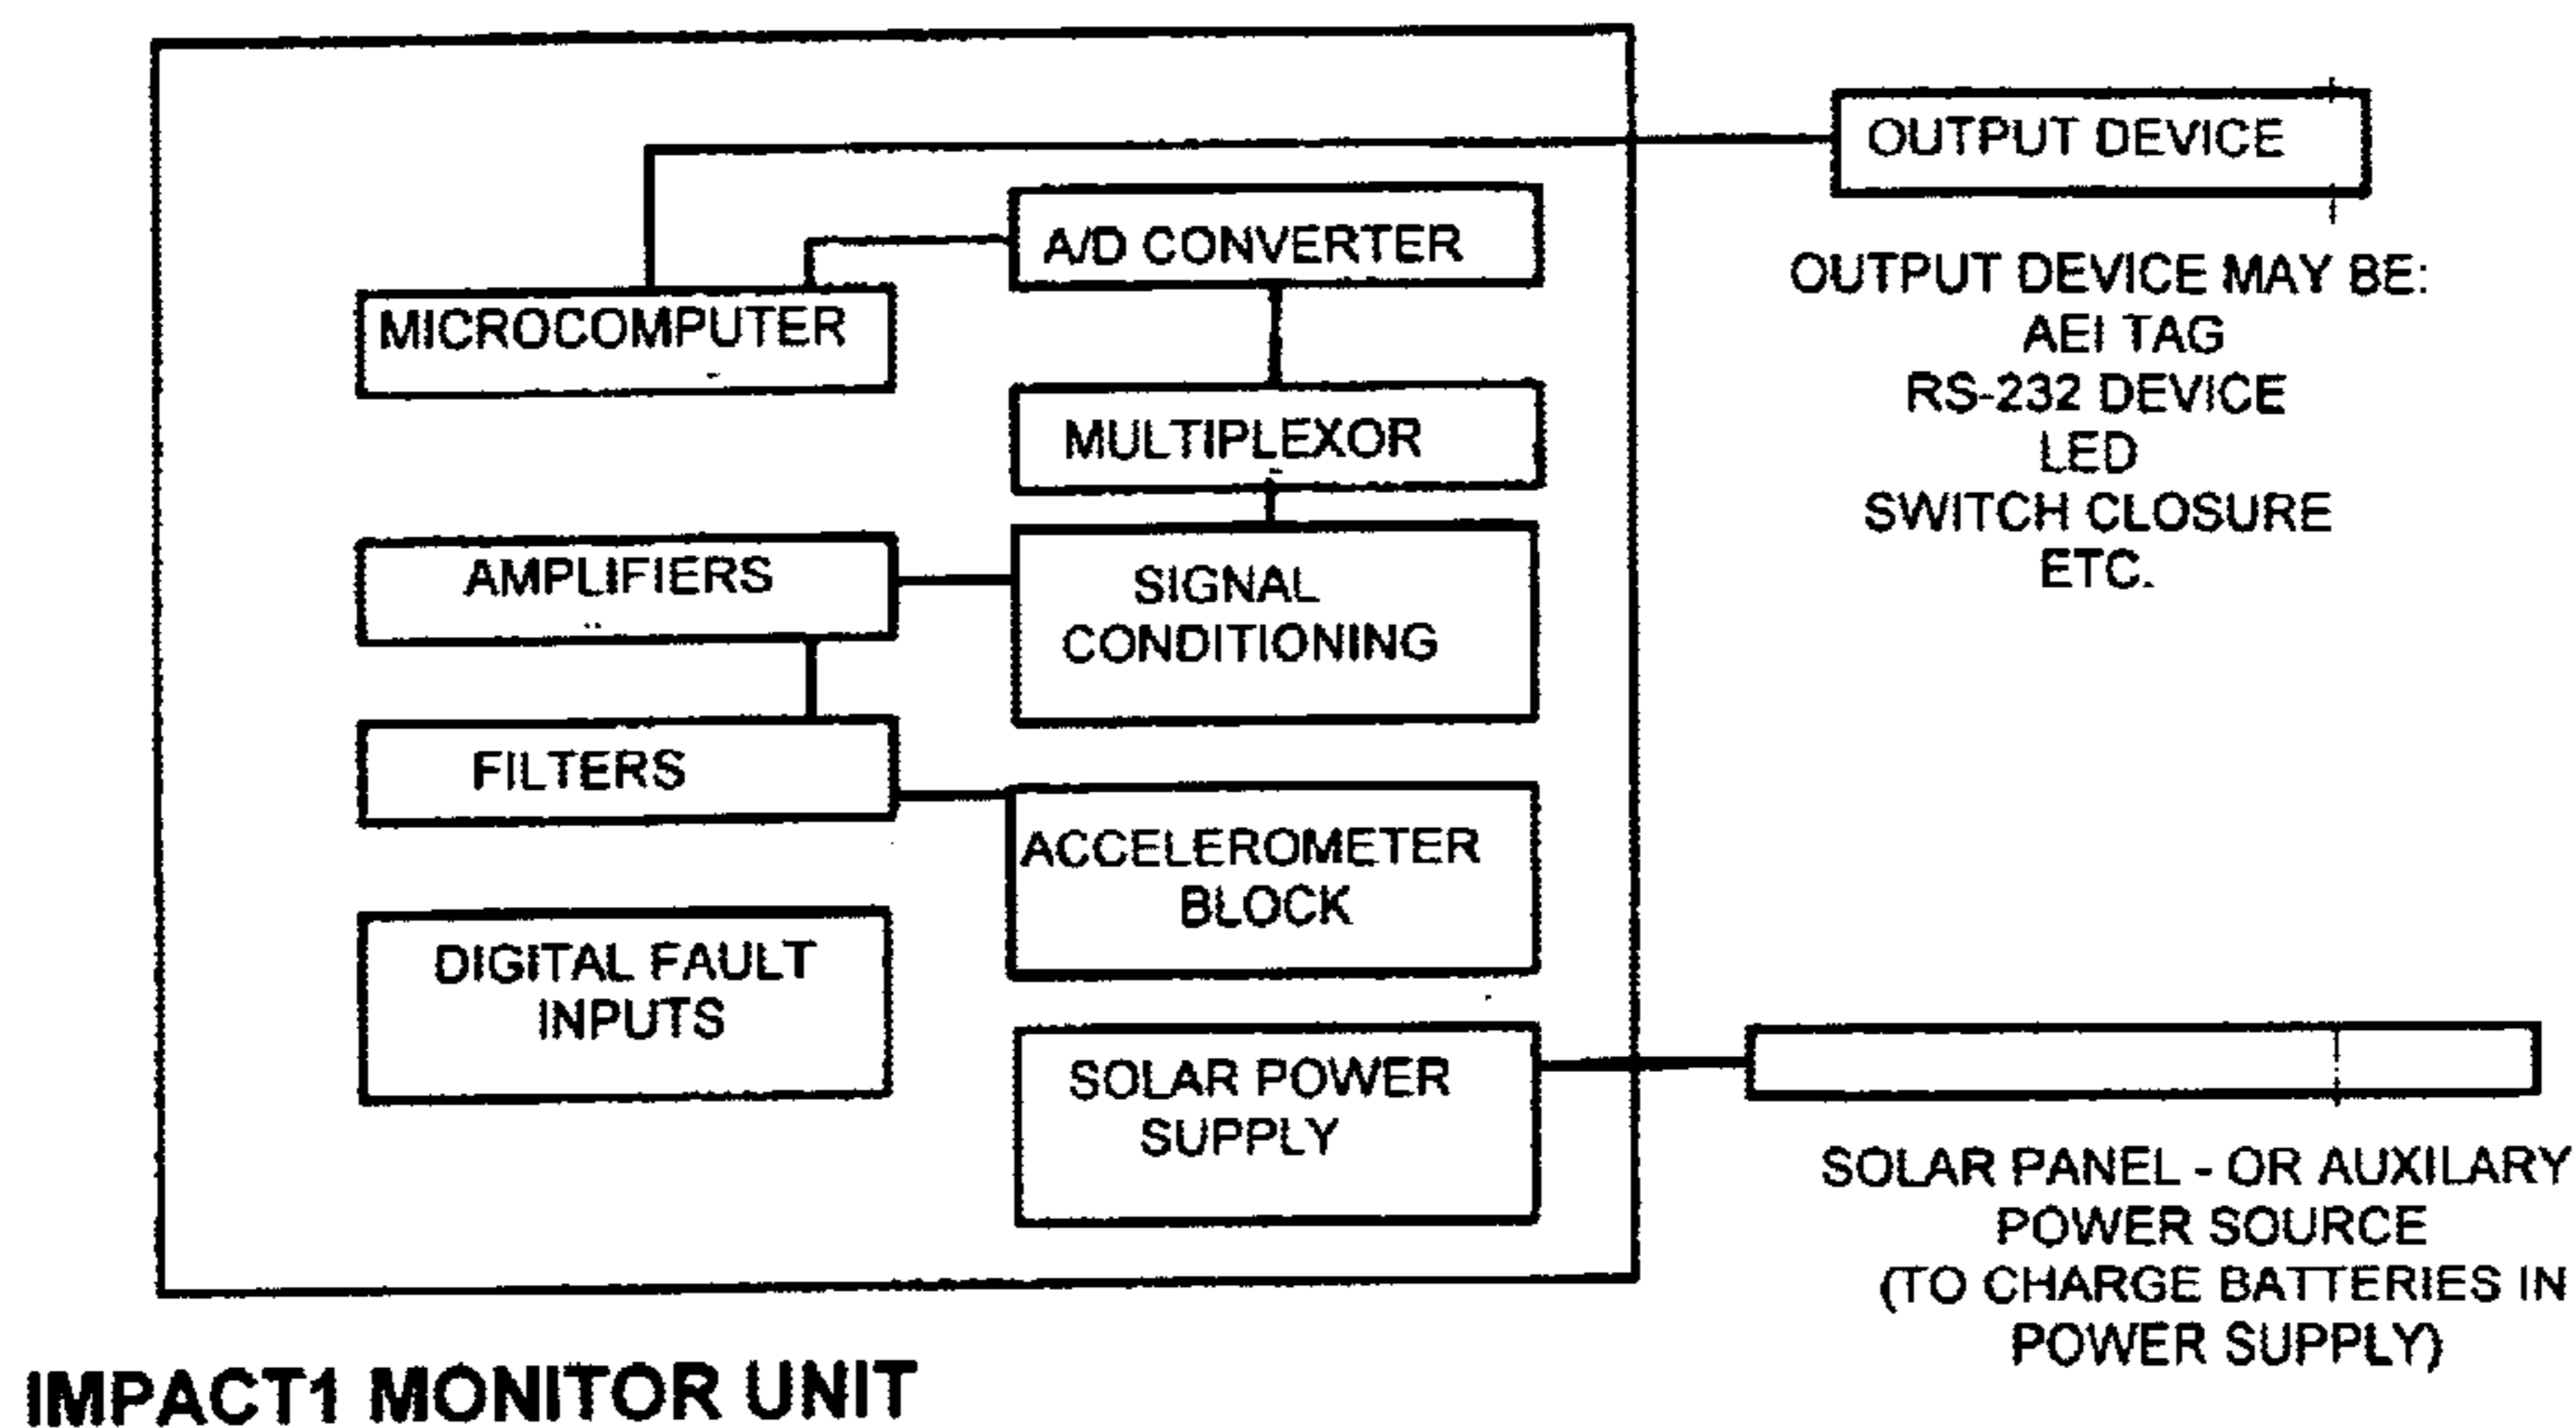 OUTPUT DEVICE
A/D CONVERTER
MICROCOMPUTER
OUTPUT DEVICE MAY BE:
AEI TAG
RS-232 DEVICE
LED
SWITCH CLOSURE
ETC.
MULTIPLEXOR
AMPLIFIERS
SIGNAL
CONDITIONING
FILTERS
ACCELEROMETER
BLOCK
DIGITAL FAULT
INPUTS
SOLAR POWER
SUPPLY
SOLAR PANEL - OR AUXILARY
POWER SOURCE
(TO CHARGE BATTERIES IN
POWER SUPPLY)
IMPACT1 MONITOR UNIT